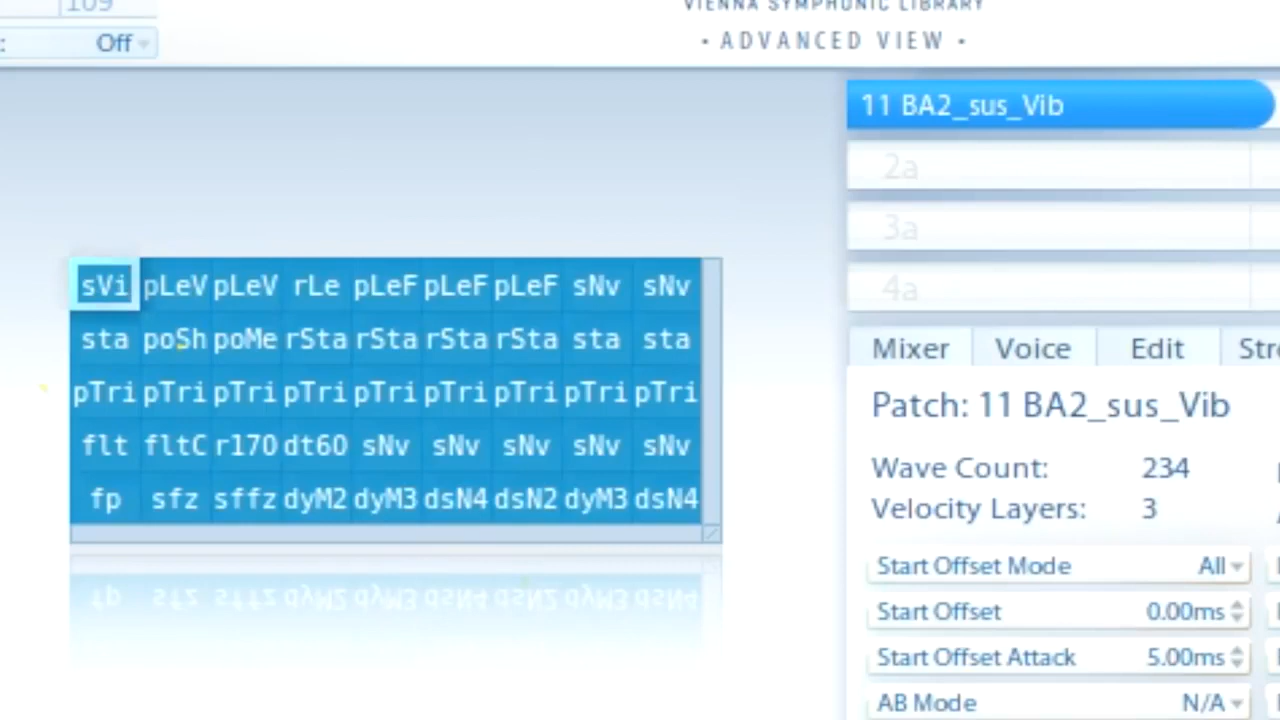 109
: Off
VIENNA SYMPHONIC LIBRARY
· ADVANCED VIEW ·
11 BA2_sus_Vib
2a
3a
4a
sVi pLeV pLeV rLe pLeF pLeF pLeF sNv sNv
sta poSh poMe rSta rSta rSta rSta sta sta
pTri pTri pTri pTri pTri pTri pTri pTri pTri
flt fltC r170 dt60 sNv sNv sNv sNv sNv
fp sfz sffz dyM2 dyM3 dsN4 dsN2 dyM3 dsN4
Mixer Voice Edit
Patch: 11 BA2_sus_Vib
Wave Count: 234
Velocity Layers: 3
Start Offset Mode All
Start Offset 0.00ms
Start Offset Attack 5.00ms
AB Mode N/A